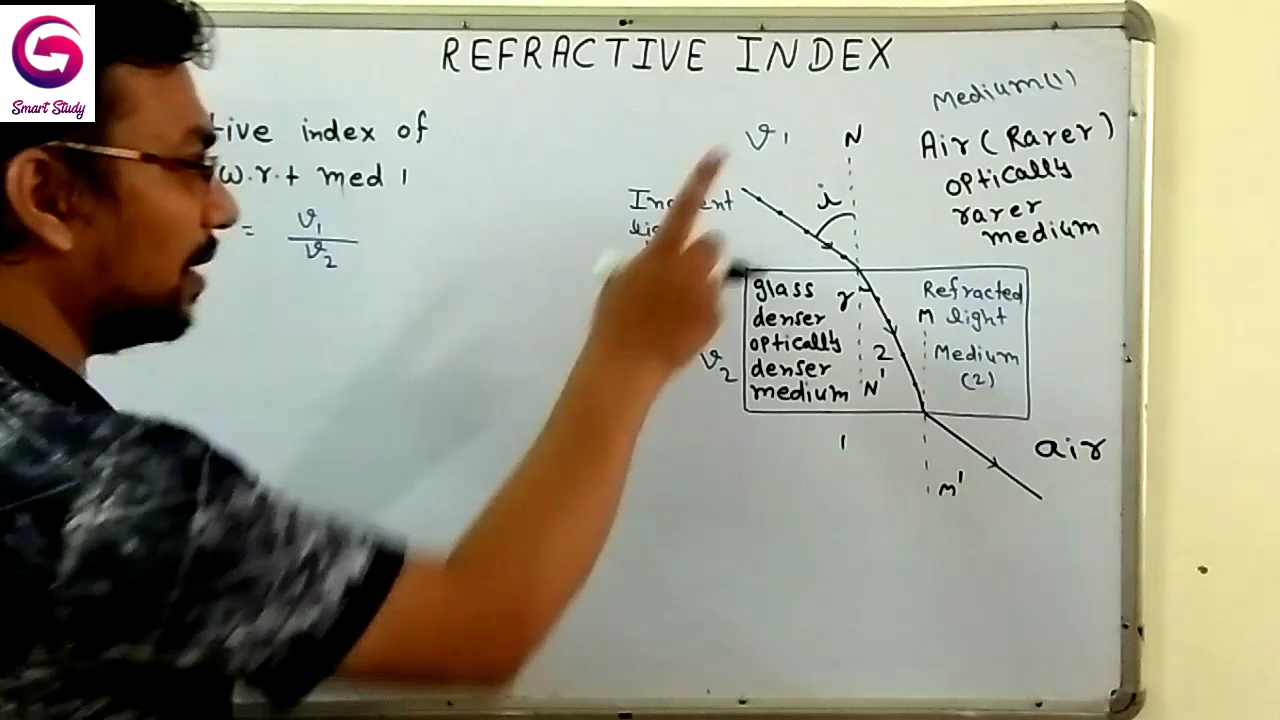 Smart Study
REFRACTIVE INDEX
tive index of
w.r.t med 1
= v1
v2
v1
N
i
Medium(1)
Air (Rarer)
optically
rarer
medium
glass
denser
optically
denser
medium
v2
r
2
N'
Refracted
M light
Medium
(2)
1
air
M'